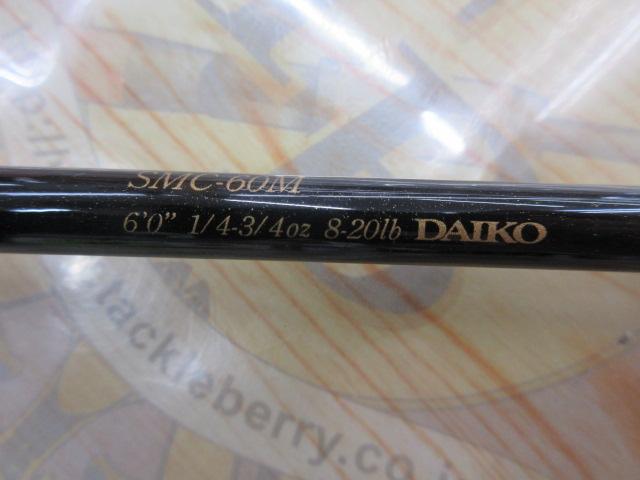 SMC-60M
6'0" 1/4-3/4oz 8-20lb DAIKO
tackleberry.co.j